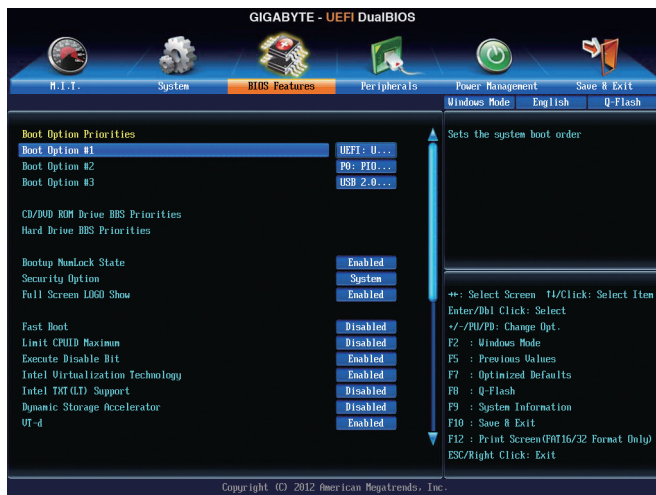 GIGABYTE - UEFI DualBIOS
M.I.T.
System
BIOS Features
Peripherals
Power Management
Save & Exit
Windows Mode
English
Q-Flash
Boot Option Priorities
Boot Option #1 UEFI: U...
Boot Option #2 P0: PIO...
Boot Option #3 USB 2.0...
CD/DVD ROM Drive BBS Priorities
Hard Drive BBS Priorities
Bootup NumLock State Enabled
Security Option System
Full Screen LOGO Show Enabled
Fast Boot Disabled
Limit CPUID Maximum Disabled
Execute Disable Bit Enabled
Intel Virtualization Technology Enabled
Intel TXT(LT) Support Disabled
Dynamic Storage Accelerator Disabled
VT-d Enabled
Sets the system boot order
→←: Select Screen ↑↓/Click: Select Item
Enter/Dbl Click: Select
+/-/PU/PD: Change Opt.
F2 : Windows Mode
F5 : Previous Values
F7 : Optimized Defaults
F8 : Q-Flash
F9 : System Information
F10 : Save & Exit
F12 : Print Screen(FAT16/32 Format Only)
ESC/Right Click: Exit
Copyright (C) 2012 American Megatrends, Inc.